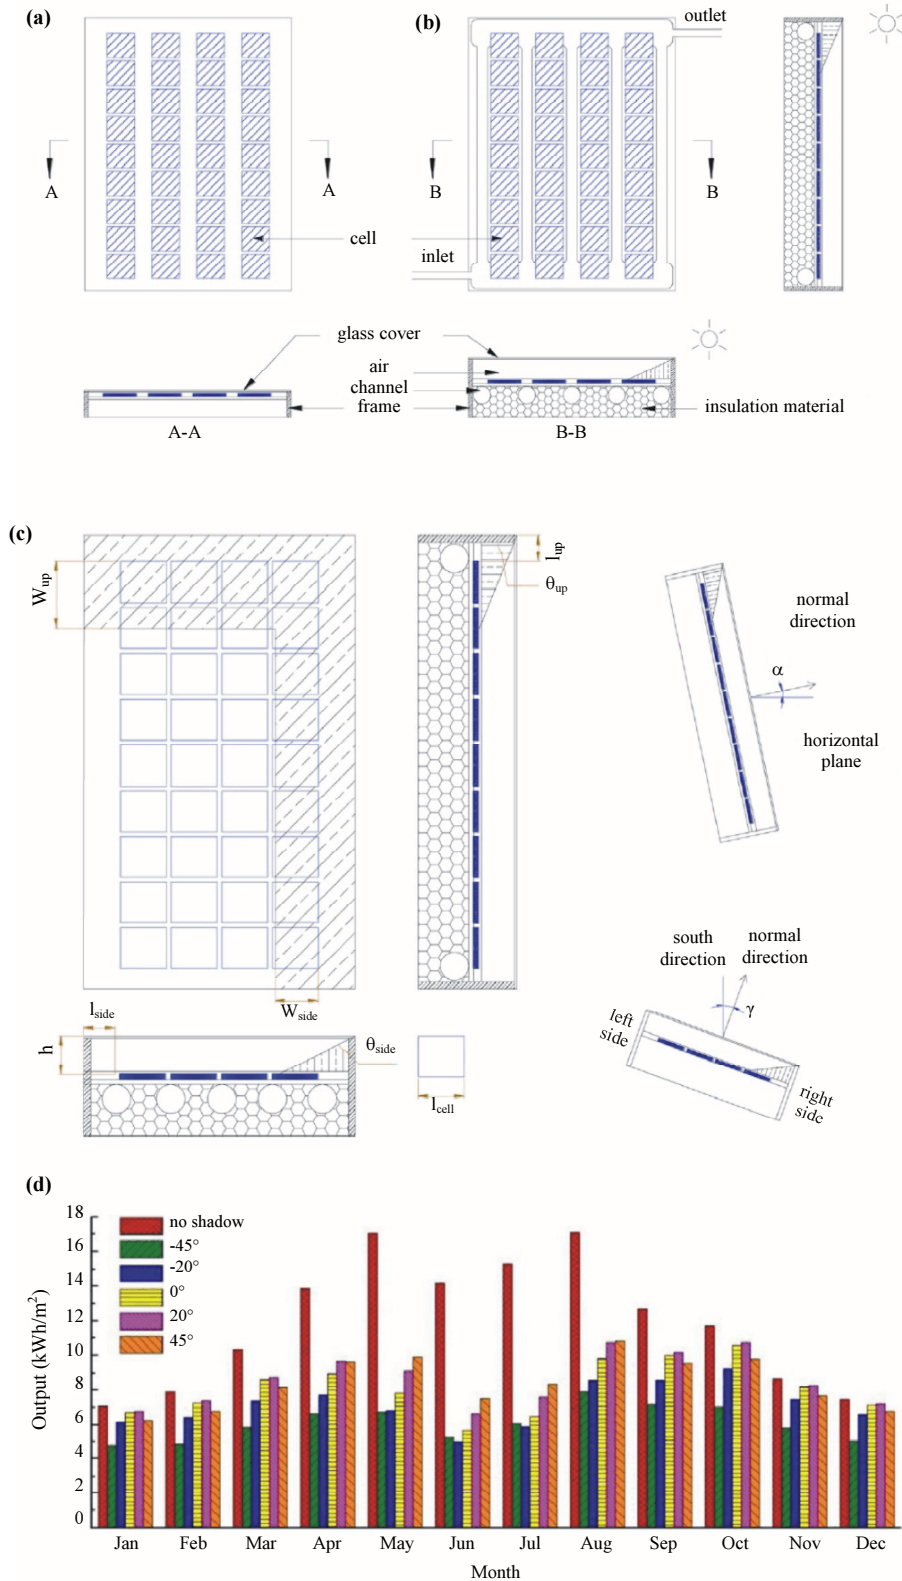 (a)
(b)
outlet
A
A
B
B
cell
inlet
glass cover
air
channel
frame
insulation material
A-A
B-B
(c)
W_up
l_up
θ_up
normal
direction
α
horizontal
plane
south
direction
normal
direction
γ
left
side
right
side
l_side
W_side
h
θ_side
l_cell
(d)
Output (kWh/m²)
18
16
14
12
10
8
6
4
2
0
no shadow
-45°
-20°
0°
20°
45°
Jan Feb Mar Apr May Jun Jul Aug Sep Oct Nov Dec
Month